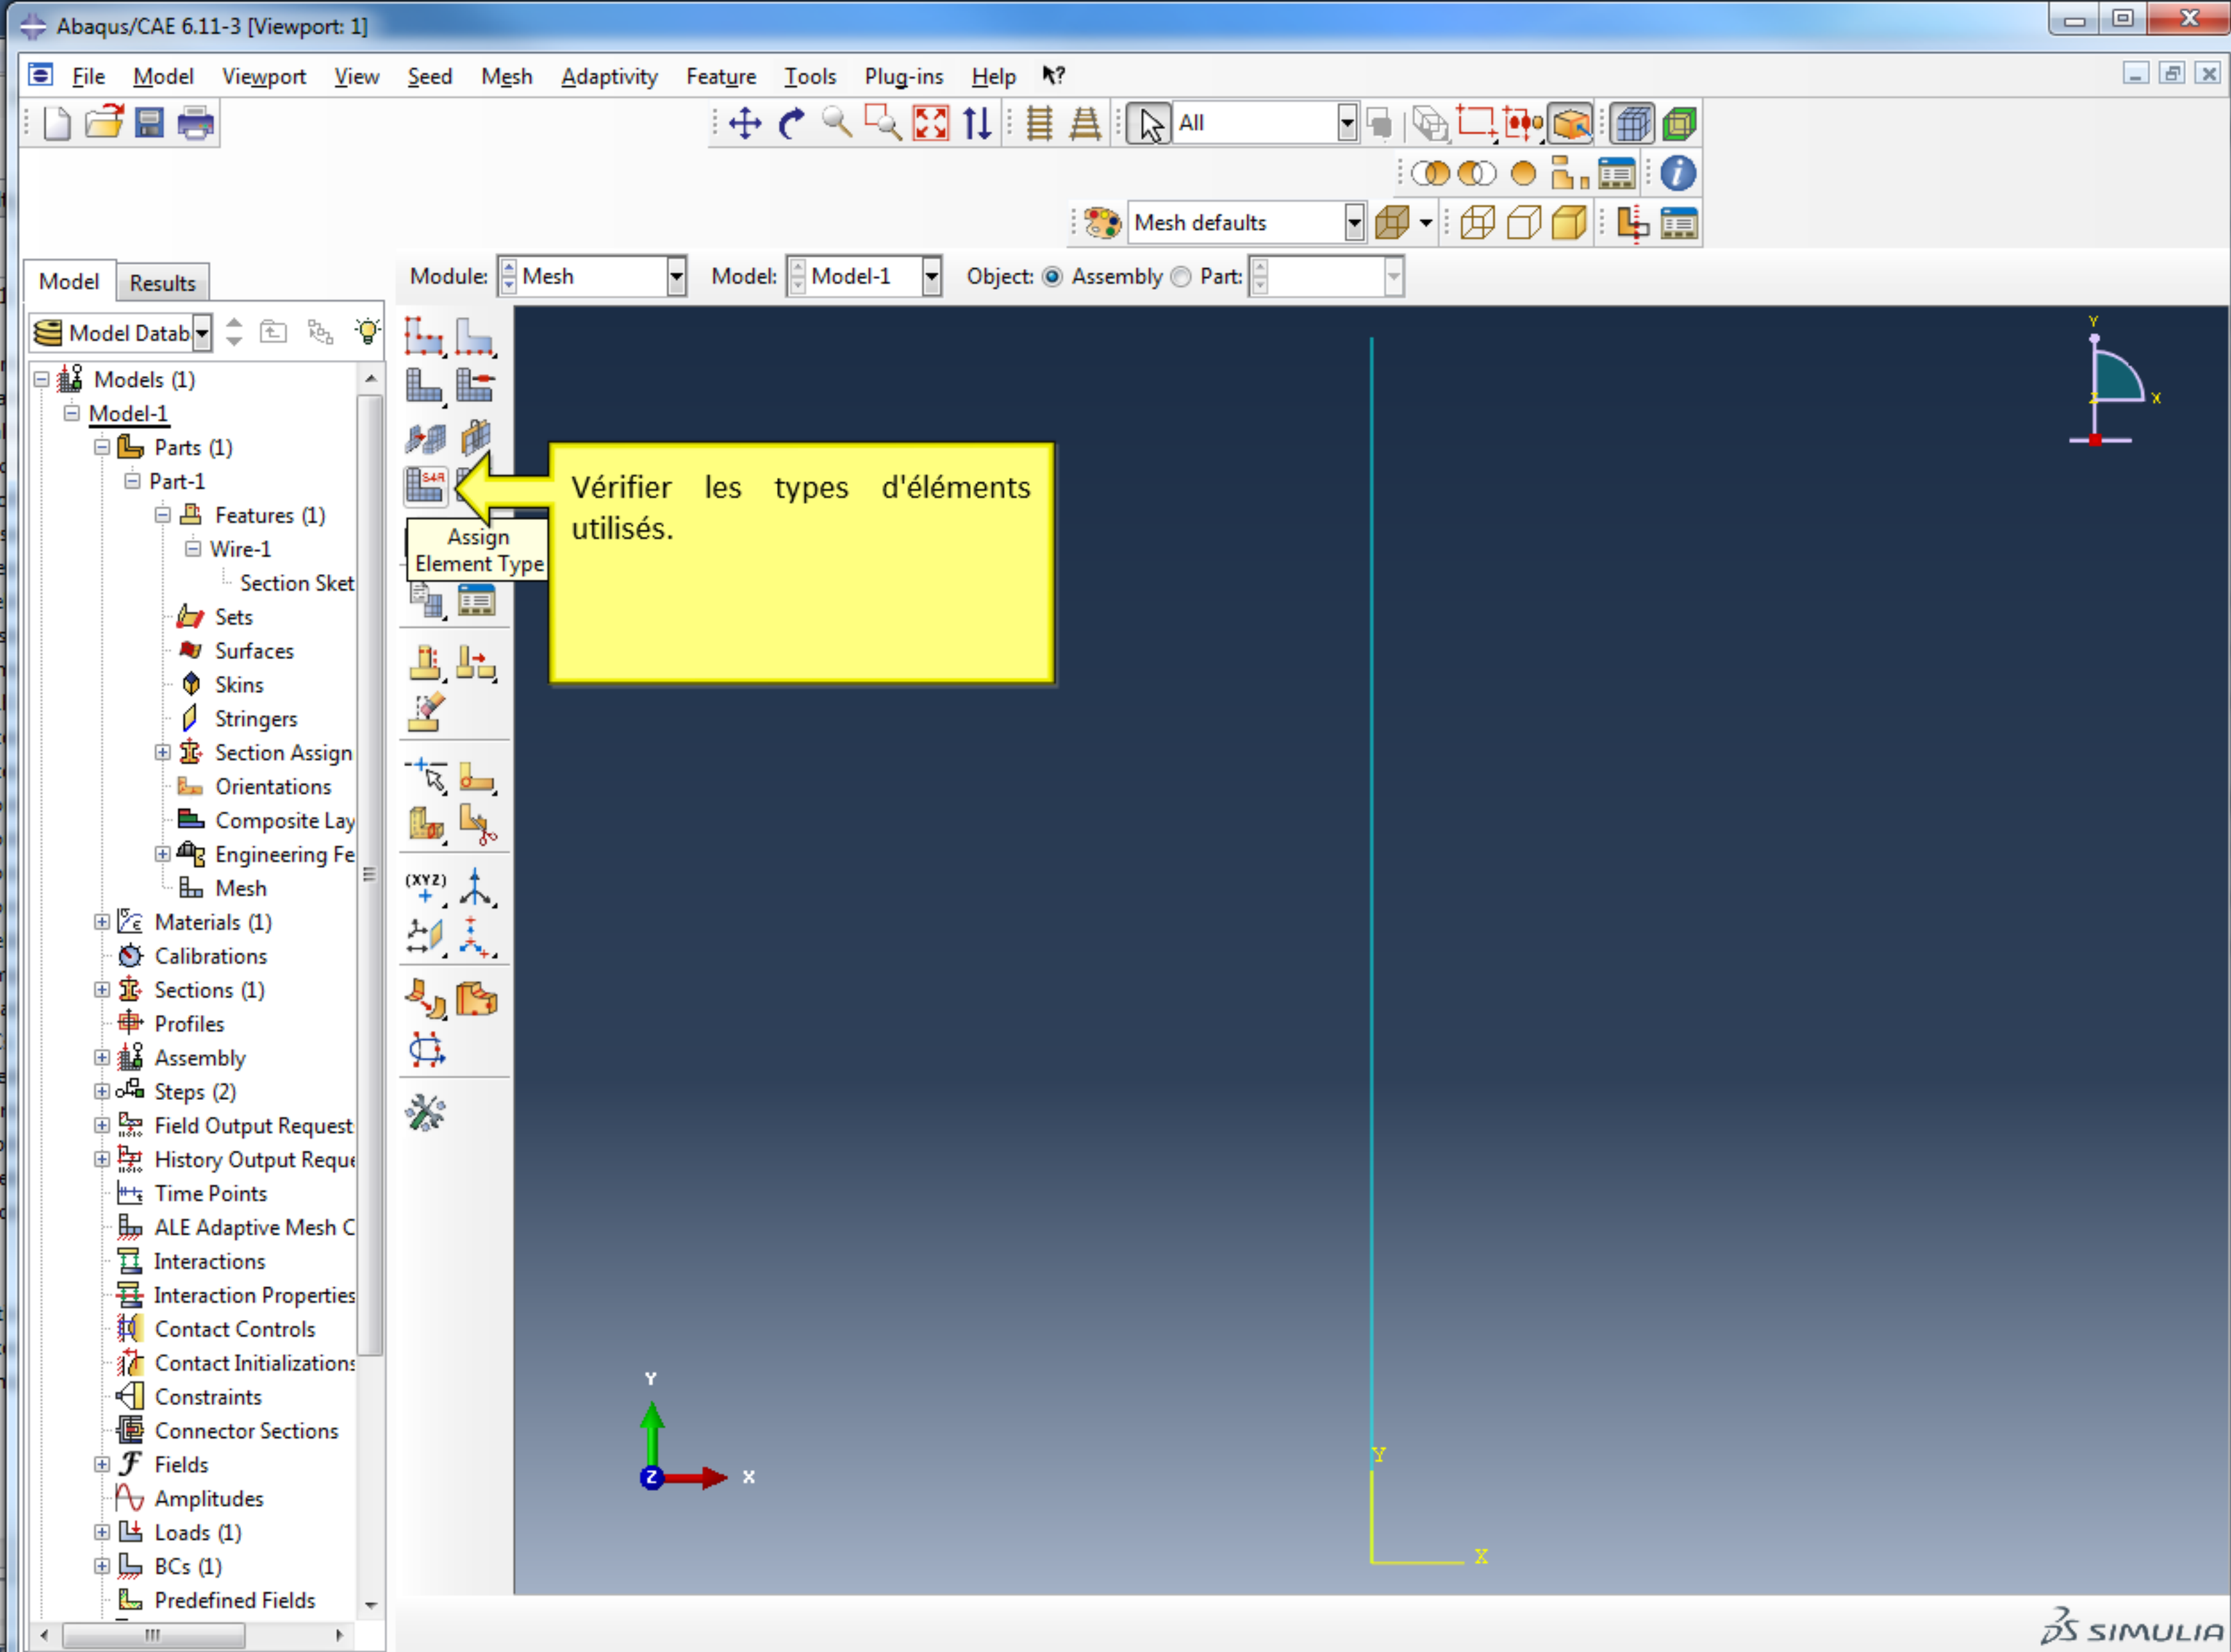 Abaqus/CAE 6.11-3 [Viewport: 1]
File Model Viewport View Seed Mesh Adaptivity Feature Tools Plug-ins Help ?
All
i
Mesh defaults
Model Results
Module: Mesh Model: Model-1 Object: Assembly Part:
Model Datab
Models (1)
Model-1
Parts (1)
Part-1
Features (1)
Wire-1
Section Sket
Sets
Surfaces
Skins
Stringers
Section Assign
Orientations
Composite Lay
Engineering Fe
Mesh
Materials (1)
Calibrations
Sections (1)
Profiles
Assembly
Steps (2)
Field Output Request
History Output Reque
Time Points
ALE Adaptive Mesh C
Interactions
Interaction Properties
Contact Controls
Contact Initializations
Constraints
Connector Sections
Fields
Amplitudes
Loads (1)
BCs (1)
Predefined Fields
S4R
Assign
Element Type
(XYZ)
Vérifier les types d'éléments
utilisés.
Y
X
Z
Y
Z
X
Y
X
SIMULIA